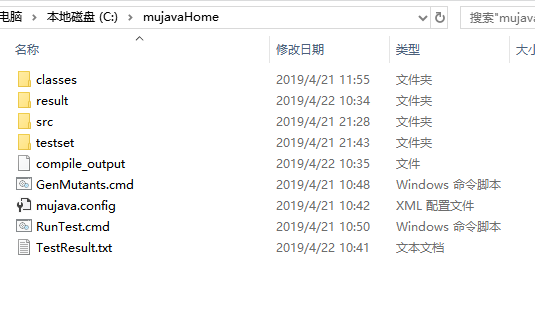 电脑 › 本地磁盘 (C:) › mujavaHome 搜索"mujav
名称 修改日期 类型 大小
classes 2019/4/21 11:55 文件夹
result 2019/4/22 10:34 文件夹
src 2019/4/21 21:28 文件夹
testset 2019/4/21 21:43 文件夹
compile_output 2019/4/22 10:35 文件
GenMutants.cmd 2019/4/21 10:48 Windows 命令脚本
mujava.config 2019/4/21 10:42 XML 配置文件
RunTest.cmd 2019/4/21 10:50 Windows 命令脚本
TestResult.txt 2019/4/22 10:41 文本文档